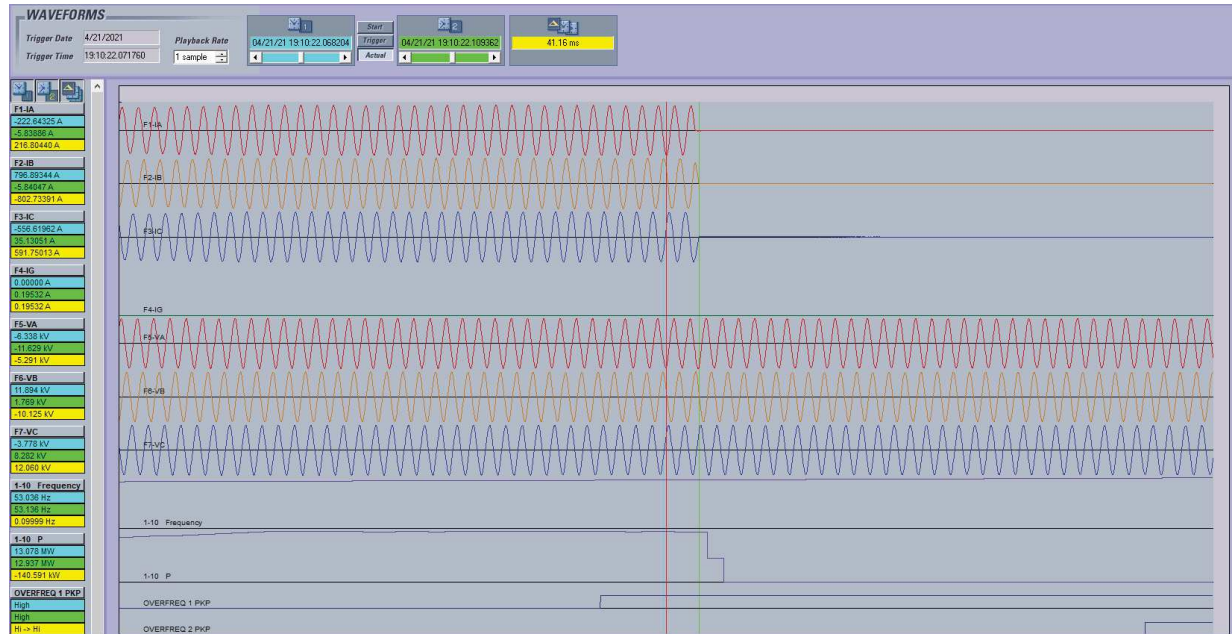 WAVEFORMS
Trigger Date 4/21/2021
Trigger Time 19:10:22.071760
Playback Rate
1 sample
1
04/21/21 19:10:22.068204
Start
Trigger
Actual
2
04/21/21 19:10:22.109362
41.16 ms
F1-IA
-222.64325 A
-5.83886 A
216.80440 A
F2-IB
796.89344 A
-5.84047 A
-802.73391 A
F3-IC
-556.61962 A
35.13051 A
591.75013 A
F4-IG
0.00000 A
0.19532 A
0.19532 A
F5-VA
-6.338 kV
-11.629 kV
-5.291 kV
F6-VB
11.894 kV
1.769 kV
-10.125 kV
F7-VC
-3.778 kV
8.282 kV
12.060 kV
1-10 Frequency
53.036 Hz
53.136 Hz
0.09999 Hz
1-10 P
13.078 MW
12.937 MW
-140.591 kW
OVERFREQ 1 PKP
High
High
Hi -> Hi
F1-IA
F2-IB
F3-IC
F4-IG
F5-VA
F6-VB
F7-VC
1-10 Frequency
1-10 P
OVERFREQ 1 PKP
OVERFREQ 2 PKP